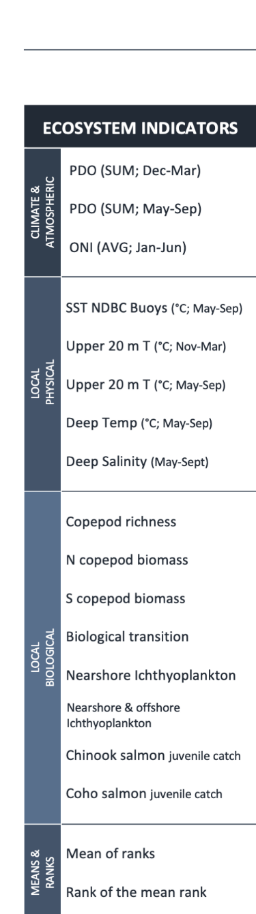 ECOSYSTEM INDICATORS
CLIMATE &
ATMOSPHERIC
PDO (SUM; Dec-Mar)
PDO (SUM; May-Sep)
ONI (AVG; Jan-Jun)
LOCAL
PHYSICAL
SST NDBC Buoys (°C; May-Sep)
Upper 20 m T (°C; Nov-Mar)
Upper 20 m T (°C; May-Sep)
Deep Temp (°C; May-Sep)
Deep Salinity (May-Sept)
LOCAL
BIOLOGICAL
Copepod richness
N copepod biomass
S copepod biomass
Biological transition
Nearshore Ichthyoplankton
Nearshore & offshore
Ichthyoplankton
Chinook salmon juvenile catch
Coho salmon juvenile catch
MEANS &
RANKS
Mean of ranks
Rank of the mean rank